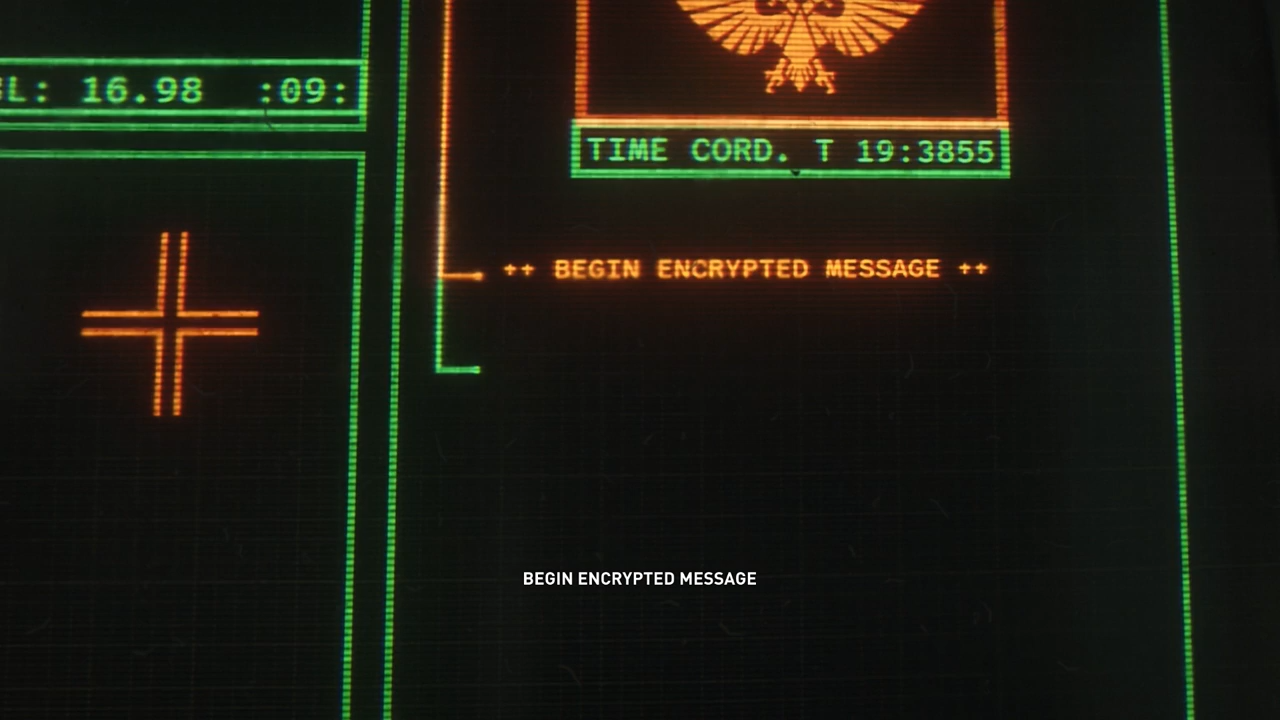 L: 16.98 :09:
TIME CORD. T 19:3855
++ BEGIN ENCRYPTED MESSAGE ++
BEGIN ENCRYPTED MESSAGE